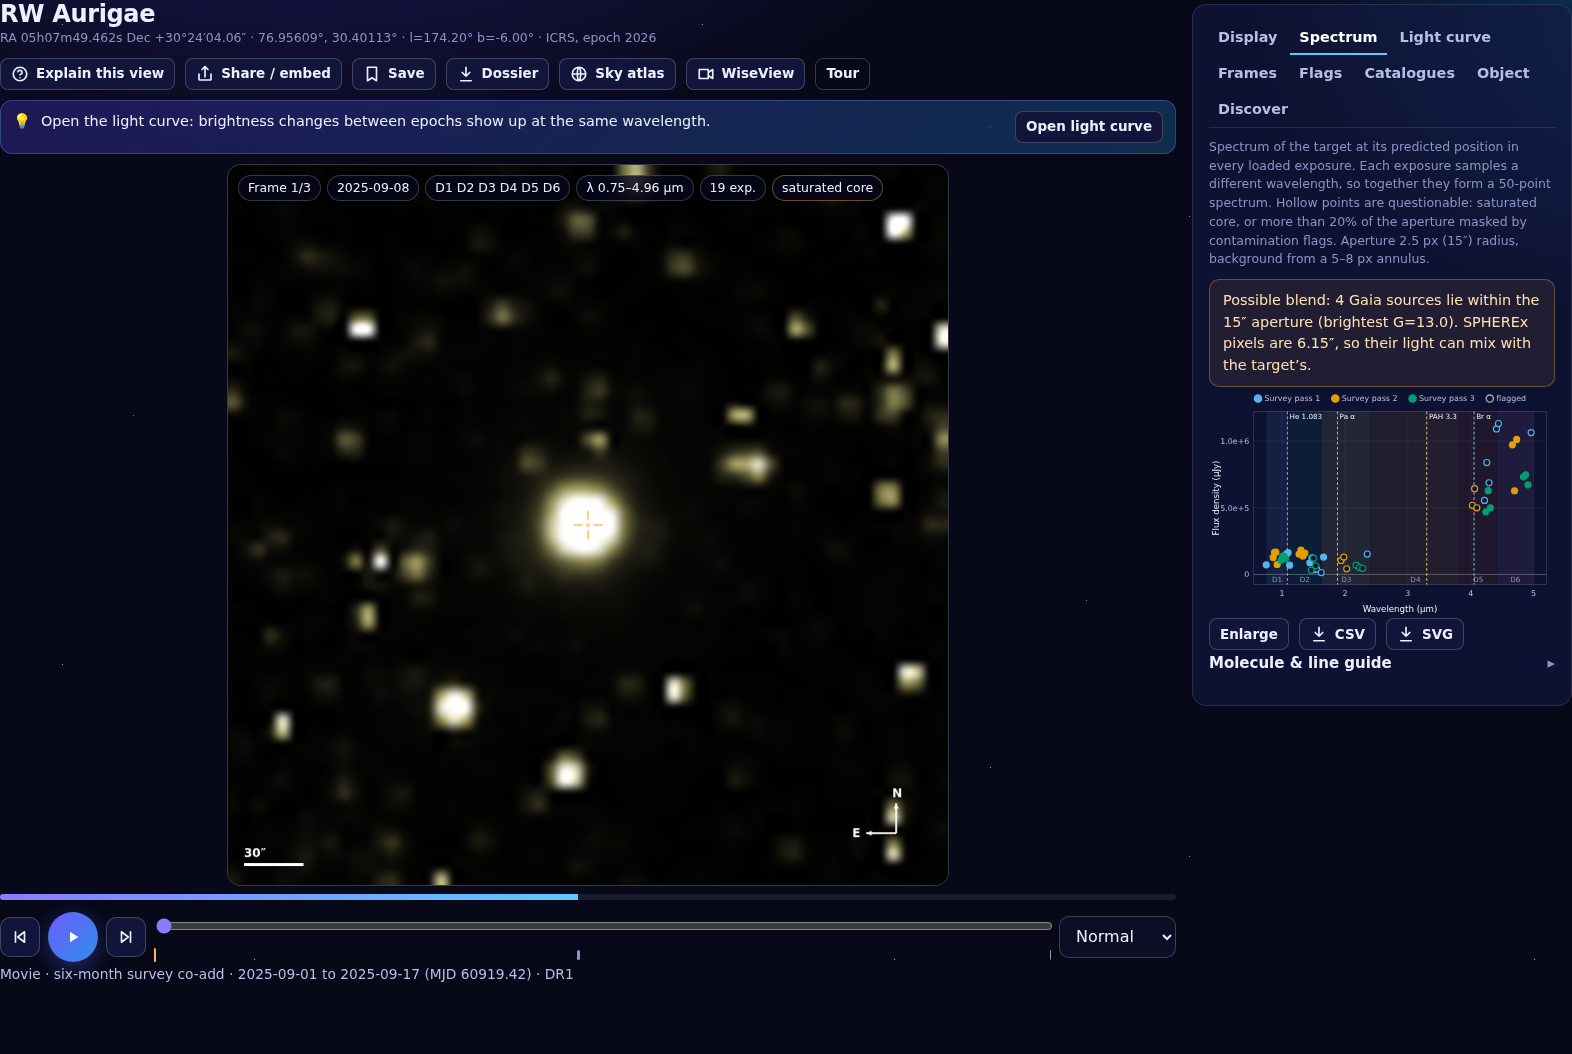 RW Aurigae
RA 05h07m49.462s Dec +30°24′04.06″ · 76.95609°, 30.40113° · l=174.20° b=-6.00° · ICRS, epoch 2026
Explain this view
Share / embed
Save
Dossier
Sky atlas
WiseView
Tour
Open the light curve: brightness changes between epochs show up at the same wavelength.
Open light curve
Frame 1/3
2025-09-08
D1 D2 D3 D4 D5 D6
λ 0.75–4.96 μm
19 exp.
saturated core
N
E
30″
Normal
Movie · six-month survey co-add · 2025-09-01 to 2025-09-17 (MJD 60919.42) · DR1
Display Spectrum Light curve
Frames Flags Catalogues Object
Discover
Spectrum of the target at its predicted position in
every loaded exposure. Each exposure samples a
different wavelength, so together they form a 50-point
spectrum. Hollow points are questionable: saturated
core, or more than 20% of the aperture masked by
contamination flags. Aperture 2.5 px (15″) radius,
background from a 5–8 px annulus.
Possible blend: 4 Gaia sources lie within the
15″ aperture (brightest G=13.0). SPHEREx
pixels are 6.15″, so their light can mix with
the target’s.
Survey pass 1 Survey pass 2 Survey pass 3 flagged
He 1.083 Pa α PAH 3.3 Br α
1.0e+6
5.0e+5
0
Flux density (μJy)
D1 D2 D3 D4 D5 D6
1 2 3 4 5
Wavelength (μm)
Enlarge
CSV
SVG
Molecule & line guide